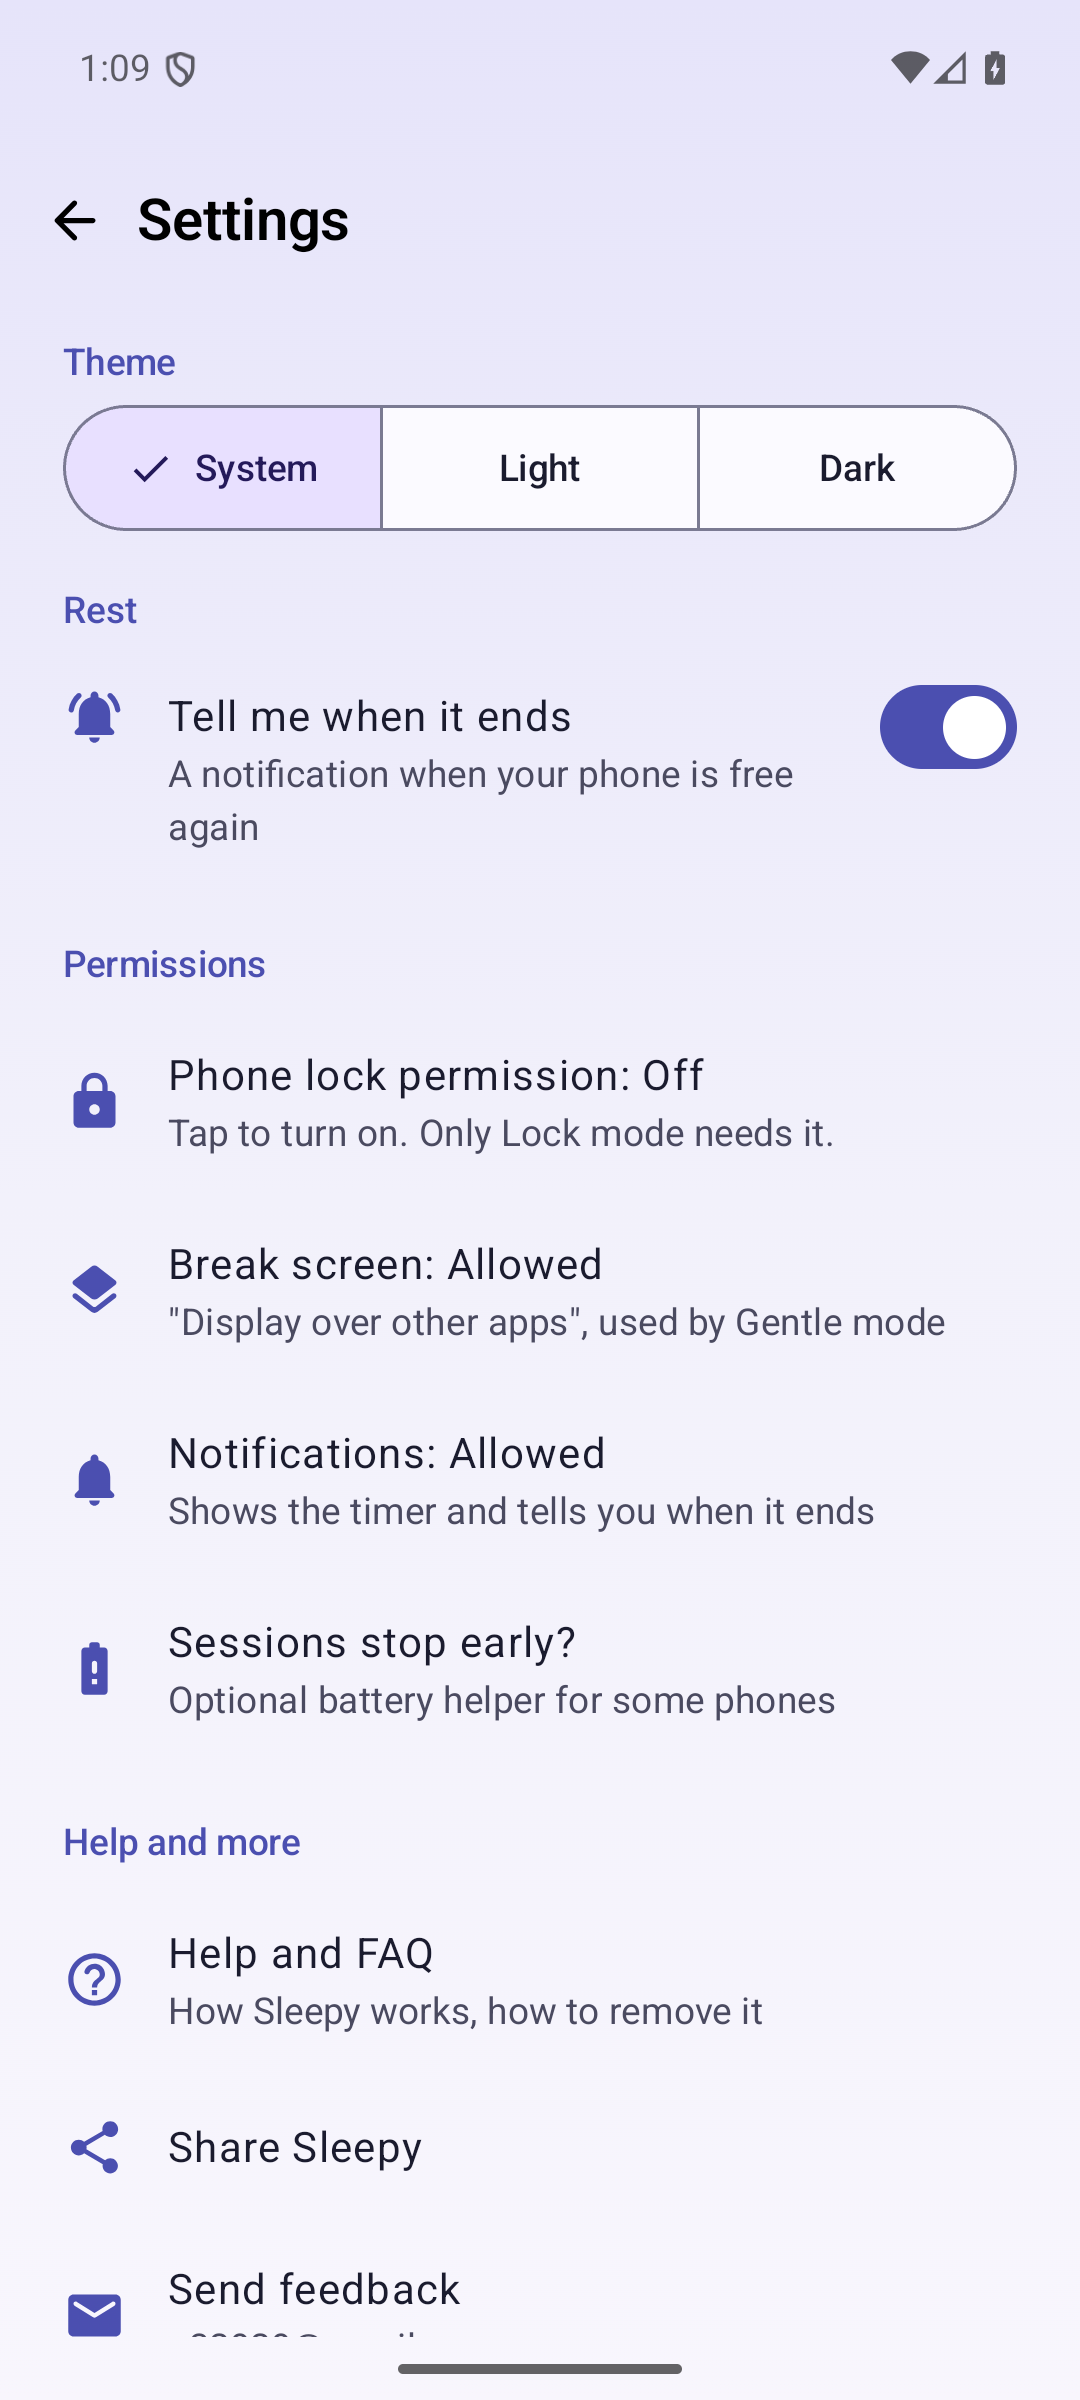 1:09
Settings
Theme
System
Light
Dark
Rest
Tell me when it ends
A notification when your phone is free
again
Permissions
Phone lock permission: Off
Tap to turn on. Only Lock mode needs it.
Break screen: Allowed
"Display over other apps", used by Gentle mode
Notifications: Allowed
Shows the timer and tells you when it ends
Sessions stop early?
Optional battery helper for some phones
Help and more
Help and FAQ
How Sleepy works, how to remove it
Share Sleepy
Send feedback